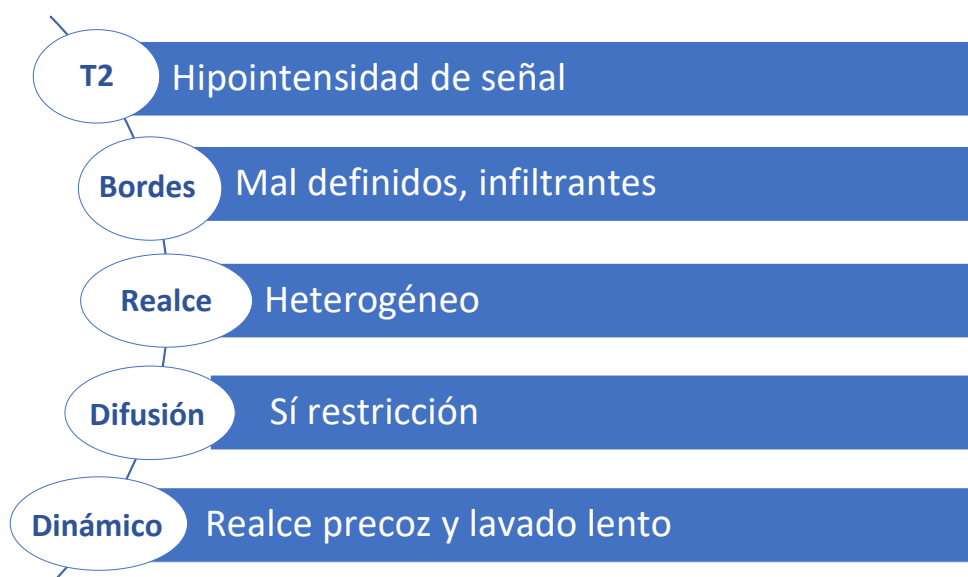 T2
Hipointensidad de señal
Bordes
Mal definidos, infiltrantes
Realce
Heterogéneo
Difusión
Sí restricción
Dinámico
Realce precoz y lavado lento